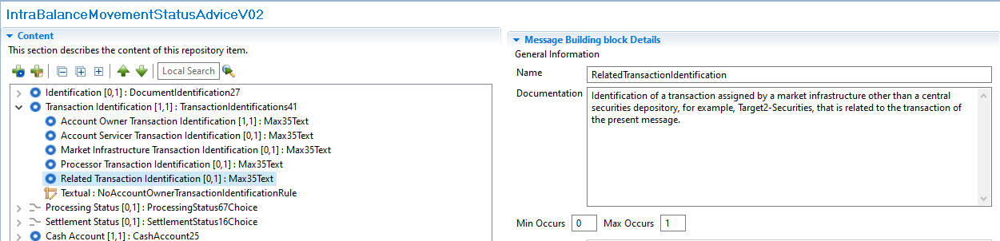 IntraBalanceMovementStatusAdviceV02
Content
This section describes the content of this repository item.
Local Search
Identification [0,1] : DocumentIdentification27
Transaction Identification [1,1] : TransactionIdentifications41
Account Owner Transaction Identification [1,1] : Max35Text
Account Servicer Transaction Identification [0,1] : Max35Text
Market Infrastructure Transaction Identification [0,1] : Max35Text
Processor Transaction Identification [0,1] : Max35Text
Related Transaction Identification [0,1] : Max35Text
Textual : NoAccountOwnerTransactionIdentificationRule
Processing Status [0,1] : ProcessingStatus67Choice
Settlement Status [0,1] : SettlementStatus16Choice
Cash Account [1,1] : CashAccount25
Message Building block Details
General Information
Name RelatedTransactionIdentification
Documentation Identification of a transaction assigned by a market infrastructure other than a central
securities depository, for example, Target2-Securities, that is related to the transaction of
the present message.
Min Occurs 0 Max Occurs 1